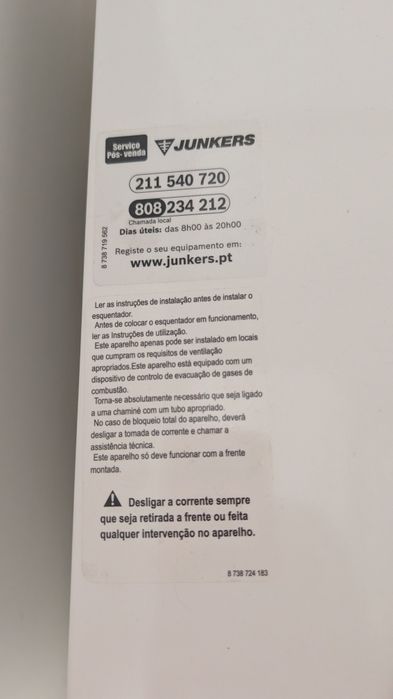 Serviço
Pós-venda
JUNKERS
211 540 720
808 234 212
Chamada local
Dias úteis: das 8h00 às 20h00
Registe o seu equipamento em:
www.junkers.pt
8 738 719 562
Ler as instruções de instalação antes de instalar o
esquentador.
Antes de colocar o esquentador em funcionamento,
ler as Instruções de utilização.
Este aparelho apenas pode ser instalado em locais
que cumpram os requisitos de ventilação
apropriados.Este aparelho está equipado com um
dispositivo de controlo de evacuação de gases de
combustão.
Torna-se absolutamente necessário que seja ligado
a uma chaminé com um tubo apropriado.
No caso de bloqueio total do aparelho, deverá
desligar a tomada de corrente e chamar a
assistência técnica.
Este aparelho só deve funcionar com a frente
montada.
Desligar a corrente sempre
que seja retirada a frente ou feita
qualquer intervenção no aparelho.
8 738 724 183